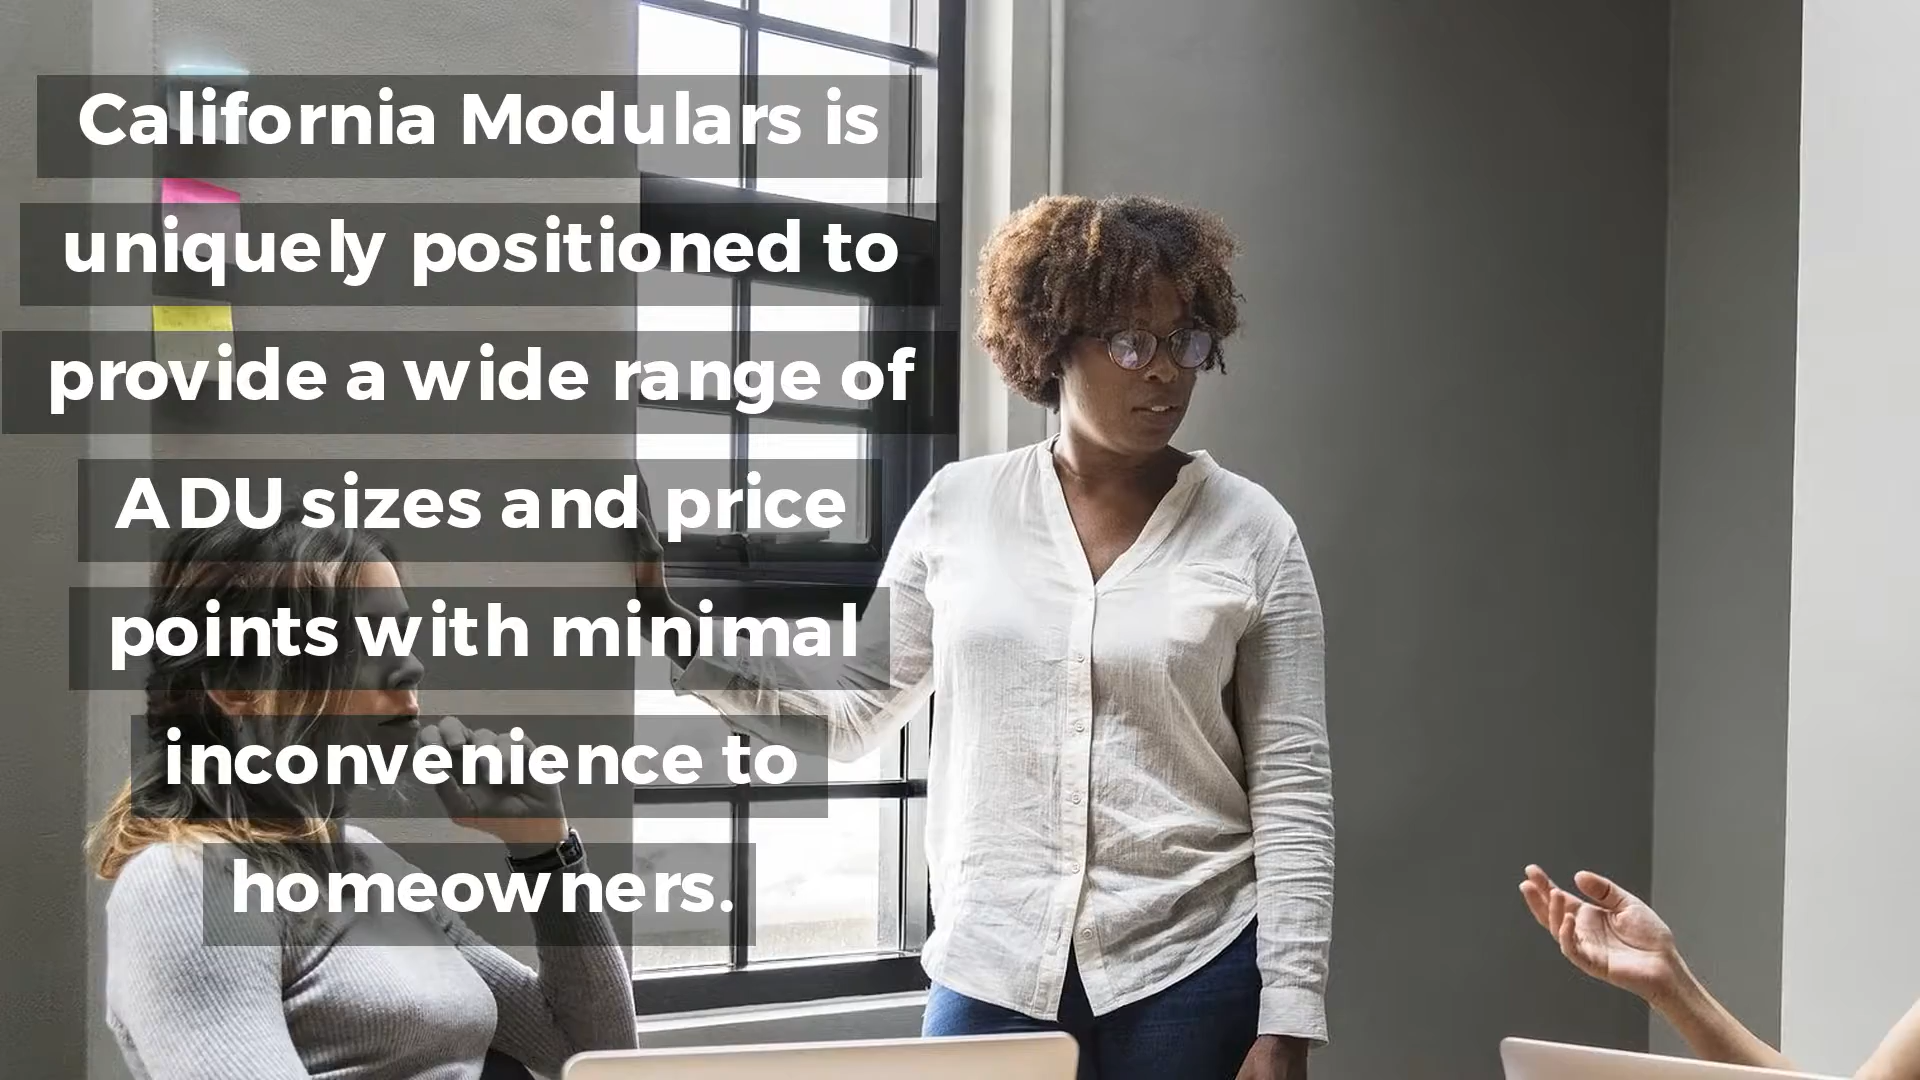 California Modulars is
uniquely positioned to
provide a wide range of
ADU sizes and price
points with minimal
inconvenience to
homeowners.